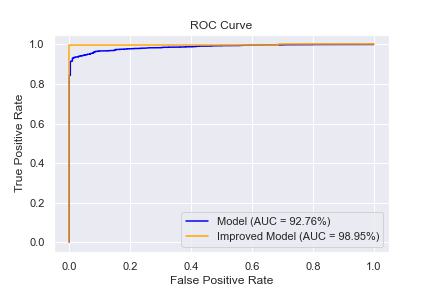 ROC Curve
1.0
0.8
0.6
0.4
0.2
0.0
True Positive Rate
Model (AUC = 92.76%)
Improved Model (AUC = 98.95%)
0.0 0.2 0.4 0.6 0.8 1.0
False Positive Rate